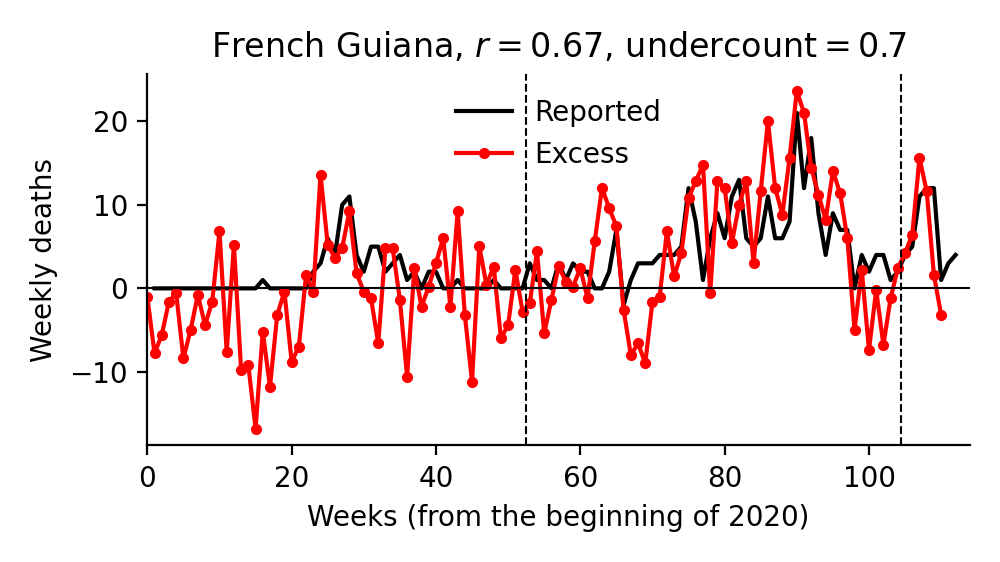 French Guiana, r = 0.67, undercount = 0.7
Reported
Excess
Weekly deaths
20
10
0
−10
0 20 40 60 80 100
Weeks (from the beginning of 2020)